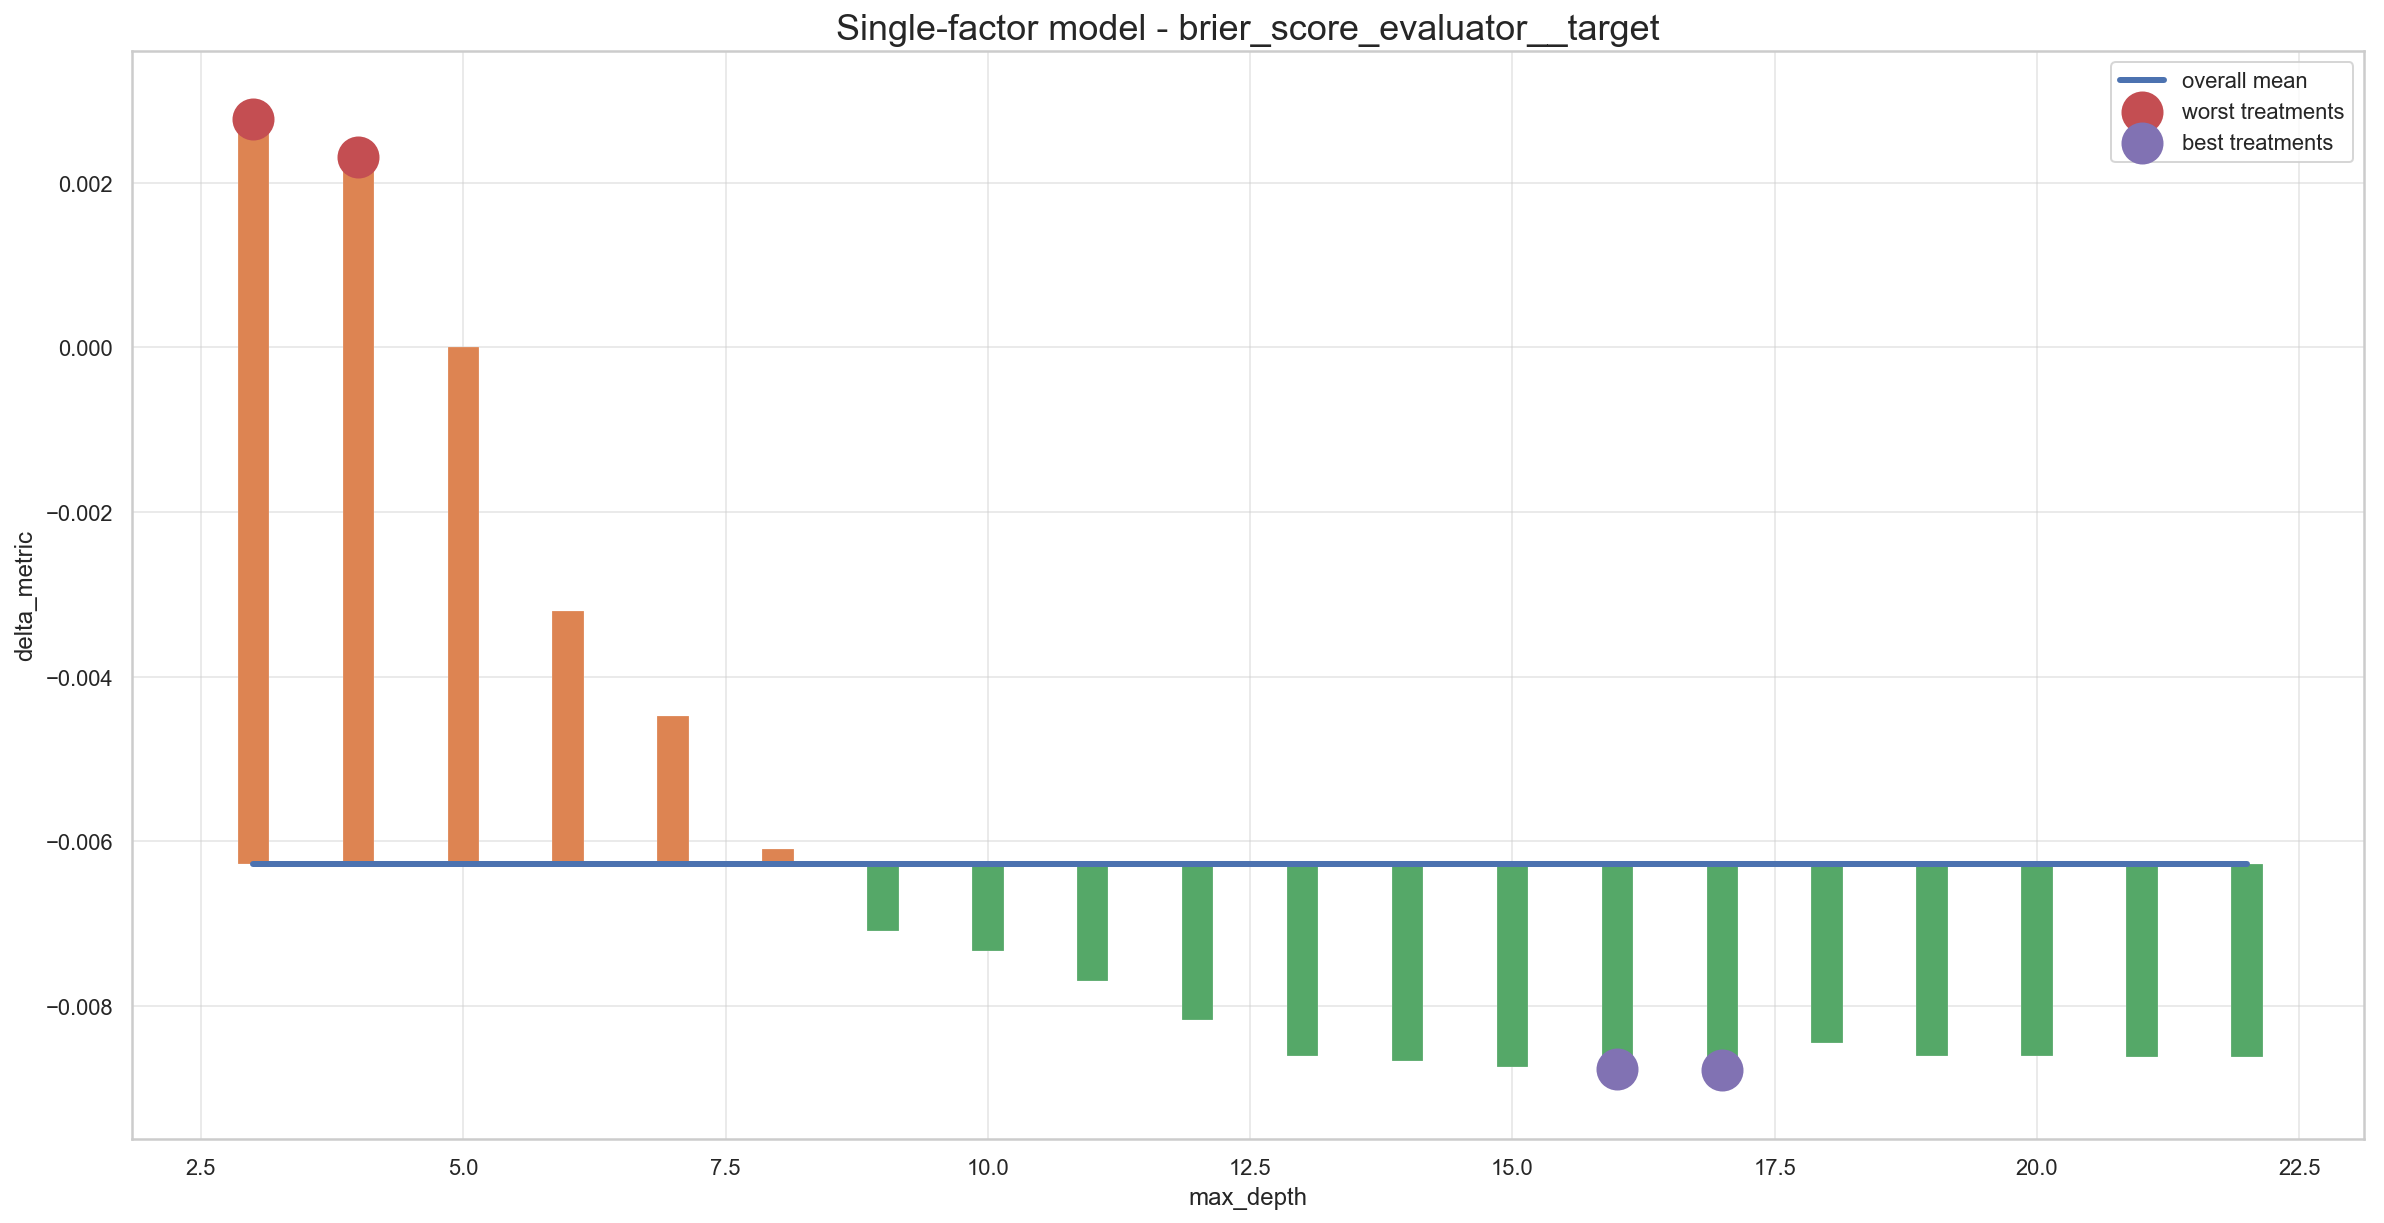 Single-factor model - brier_score_evaluator__target
overall mean
worst treatments
best treatments
0.002
0.000
−0.002
−0.004
−0.006
−0.008
delta_metric
2.5 5.0 7.5 10.0 12.5 15.0 17.5 20.0 22.5
max_depth